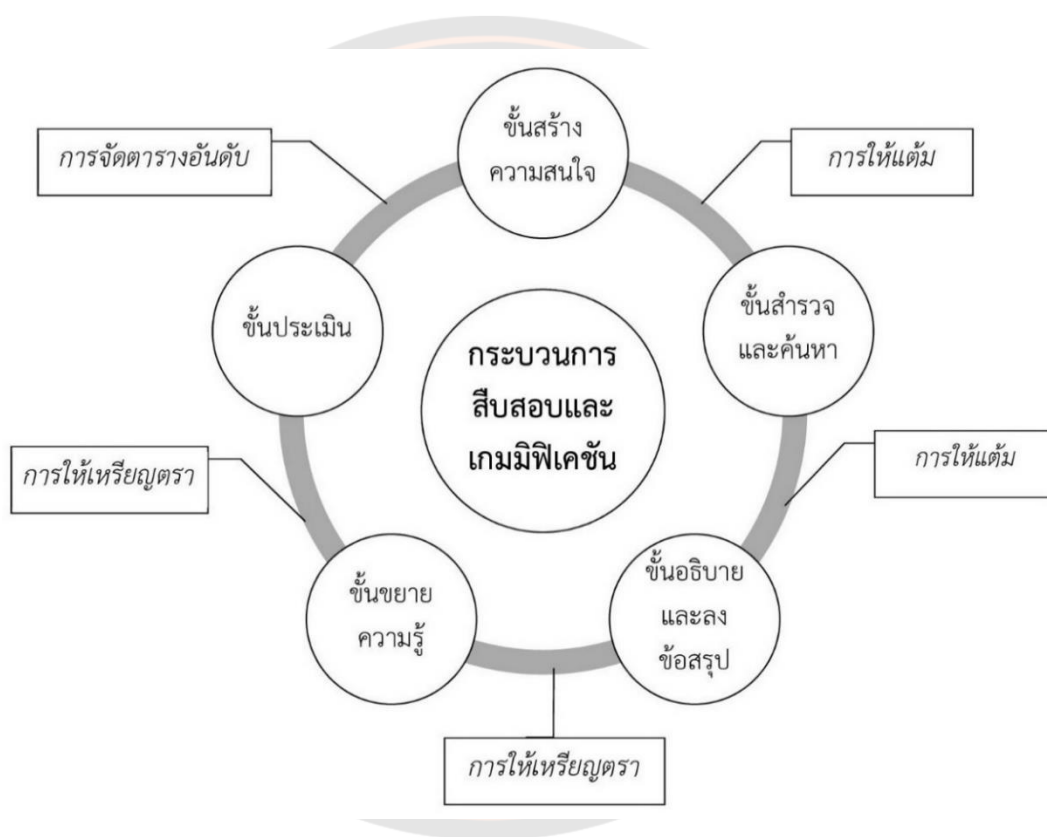 ขั้นสร้าง
ความสนใจ
การจัดตารางอันดับ
การให้แต้ม
ขั้นประเมิน
ขั้นสำรวจ
และค้นหา
กระบวนการ
สืบสอบและ
เกมมิฟิเคชัน
การให้เหรียญตรา
การให้แต้ม
ขั้นขยาย
ความรู้
ขั้นอธิบาย
และลง
ข้อสรุป
การให้เหรียญตรา